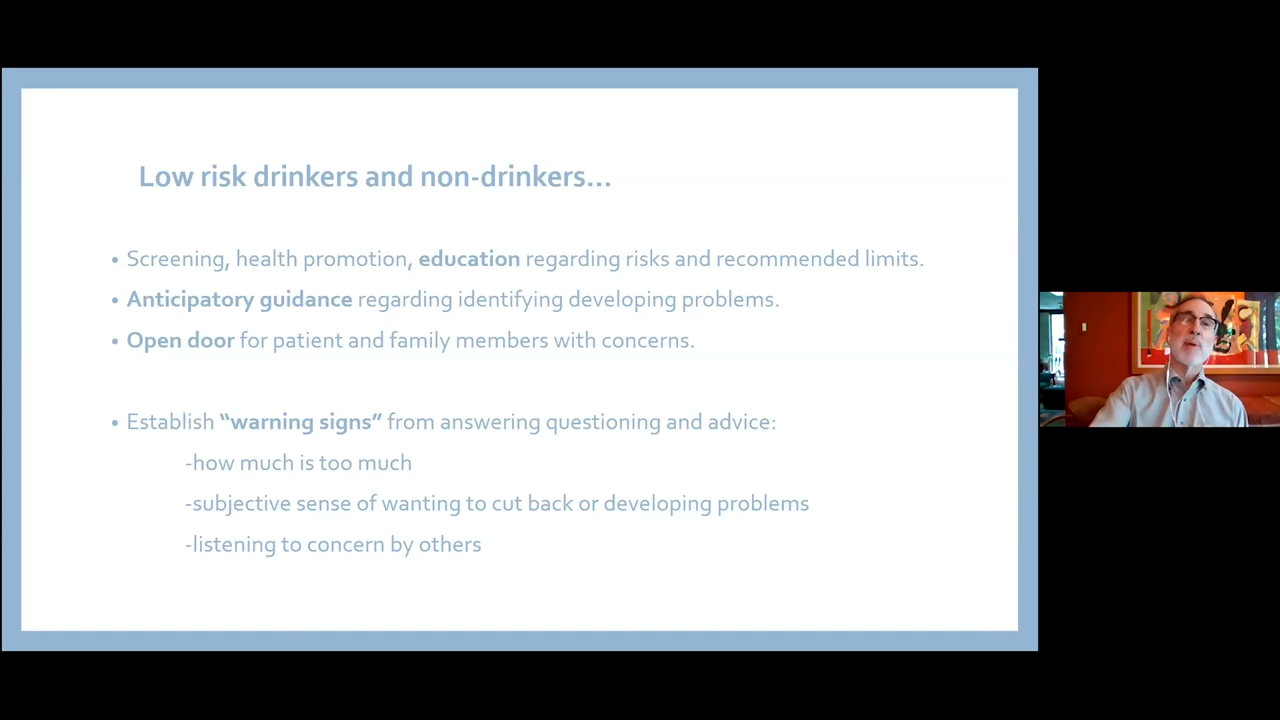 Low risk drinkers and non-drinkers...
• Screening, health promotion, education regarding risks and recommended limits.
• Anticipatory guidance regarding identifying developing problems.
• Open door for patient and family members with concerns.
• Establish “warning signs” from answering questioning and advice:
-how much is too much
-subjective sense of wanting to cut back or developing problems
-listening to concern by others